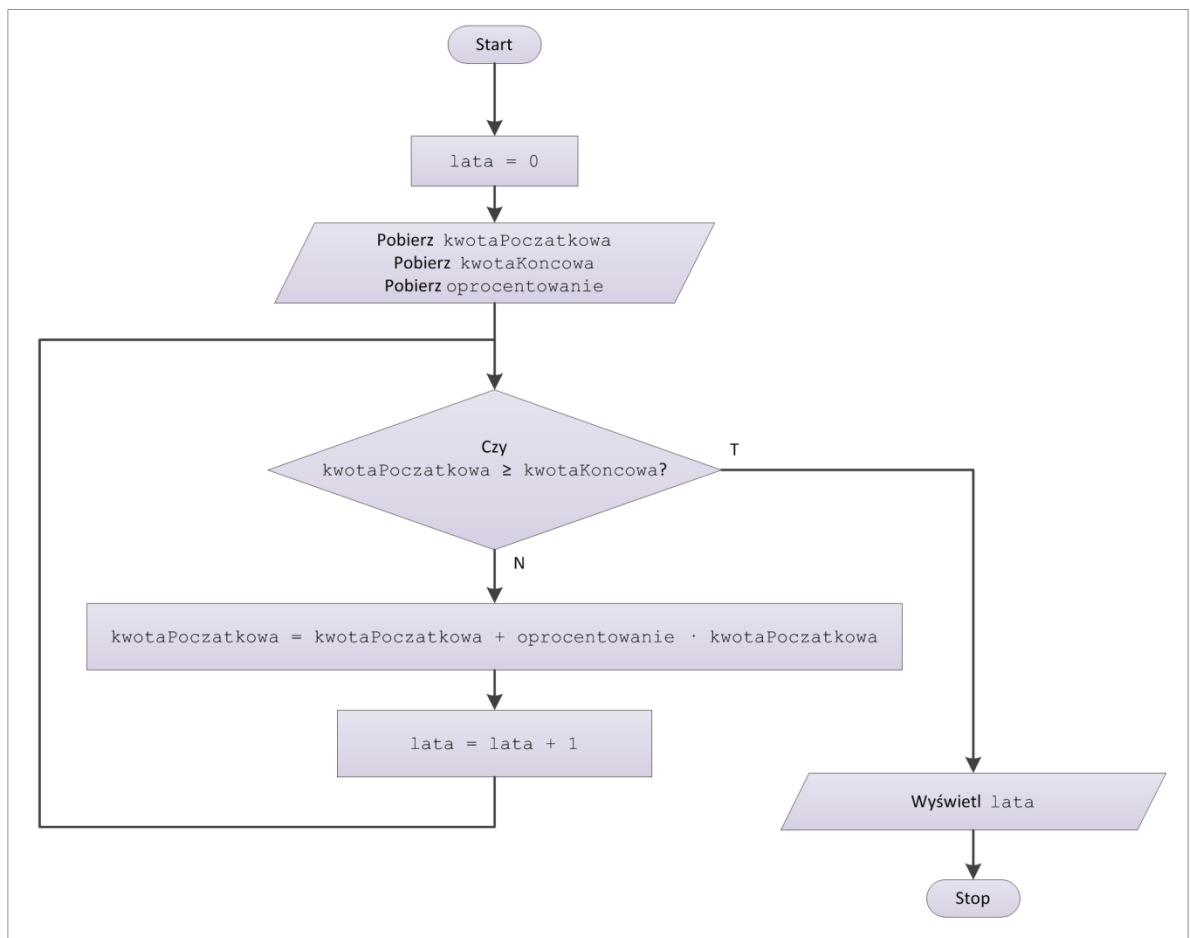 Start
lata = 0
Pobierz kwotaPoczatkowa
Pobierz kwotaKoncowa
Pobierz oprocentowanie
Czy
kwotaPoczatkowa ≥ kwotaKoncowa?
T
N
kwotaPoczatkowa = kwotaPoczatkowa + oprocentowanie · kwotaPoczatkowa
lata = lata + 1
Wyświetl lata
Stop